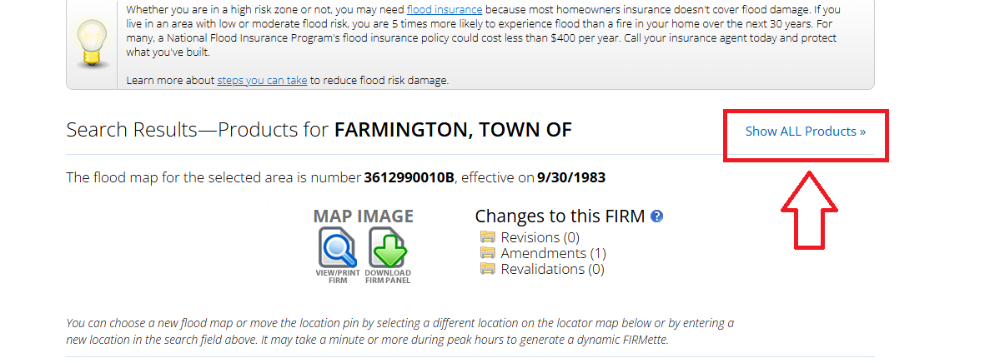 Whether you are in a high risk zone or not, you may need flood insurance because most homeowners insurance doesn't cover flood damage. If you
live in an area with low or moderate flood risk, you are 5 times more likely to experience flood than a fire in your home over the next 30 years. For
many, a National Flood Insurance Program's flood insurance policy could cost less than $400 per year. Call your insurance agent today and protect
what you've built.
Learn more about steps you can take to reduce flood risk damage.
Search Results—Products for FARMINGTON, TOWN OF
Show ALL Products »
The flood map for the selected area is number 3612990010B, effective on 9/30/1983
MAP IMAGE
VIEW/PRINT
FIRM
DOWNLOAD
FIRM PANEL
Changes to this FIRM ?
Revisions (0)
Amendments (1)
Revalidations (0)
You can choose a new flood map or move the location pin by selecting a different location on the locator map below or by entering a
new location in the search field above. It may take a minute or more during peak hours to generate a dynamic FIRMette.